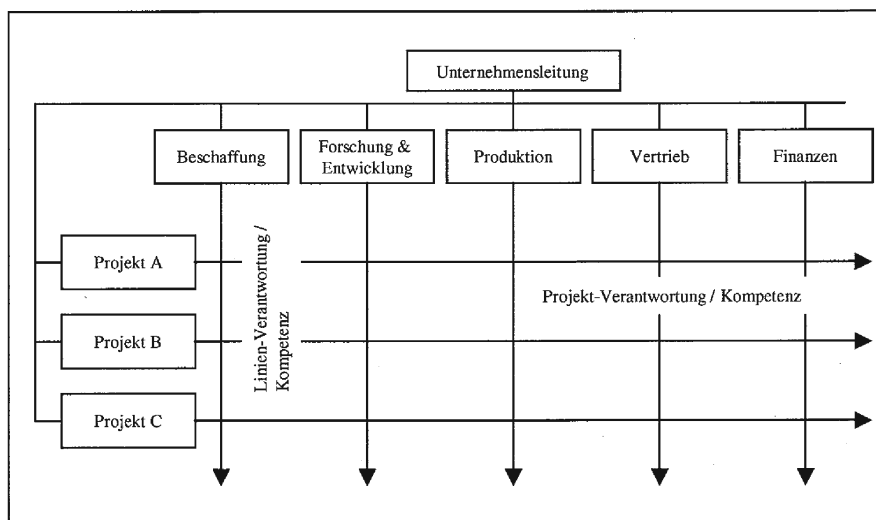 Unternehmensleitung
Beschaffung
Forschung &
Entwicklung
Produktion
Vertrieb
Finanzen
Projekt A
Linien-Verantwortung /
Kompetenz
Projekt-Verantwortung / Kompetenz
Projekt B
Projekt C